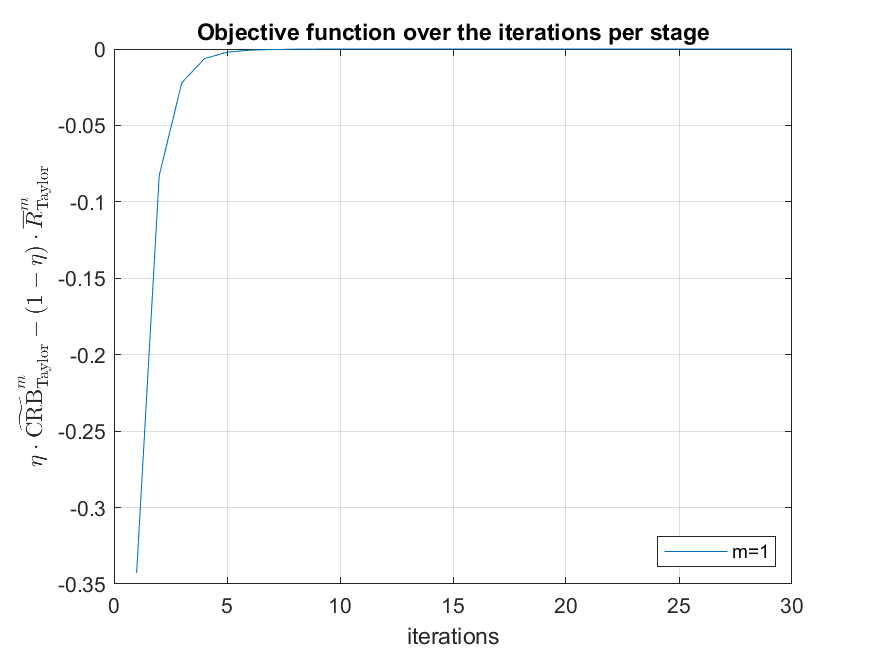 Objective function over the iterations per stage
η · C͠RB^m_Taylor − (1 − η) · R̅^m_Taylor
0
-0.05
-0.1
-0.15
-0.2
-0.25
-0.3
-0.35
0 5 10 15 20 25 30
iterations
m=1